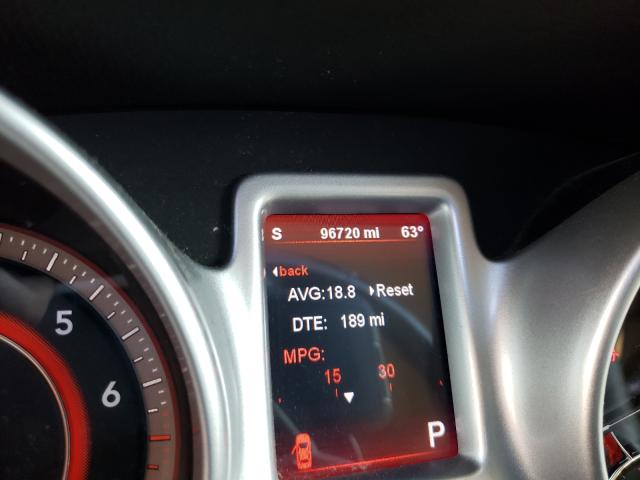 S 96720 mi 63°
back
AVG:18.8 Reset
DTE: 189 mi
MPG:
15 30
P
5
6